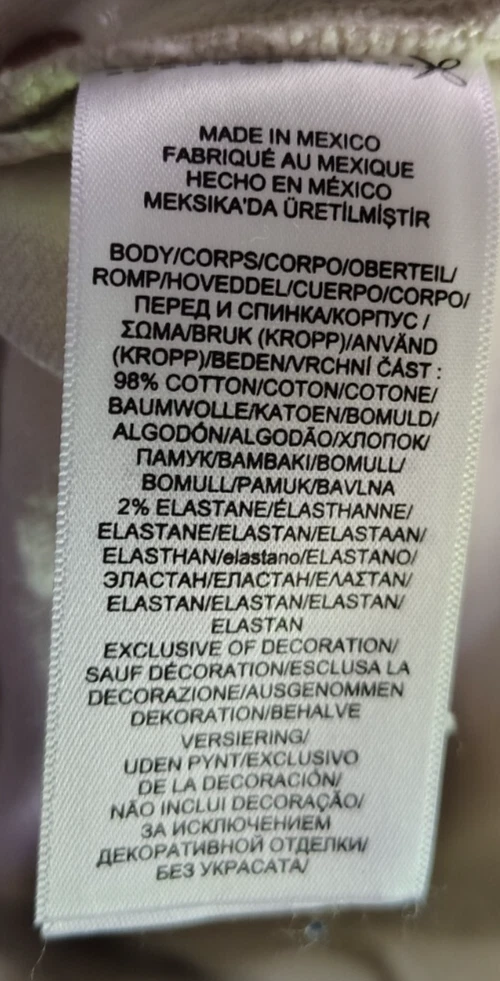 MADE IN MEXICO
FABRIQUÉ AU MEXIQUE
HECHO EN MÉXICO
MEKSIKA'DA ÜRETİLMİŞTİR
BODY/CORPS/CORPO/OBERTEIL/
ROMP/HOVEDDEL/CUERPO/CORPO/
ПЕРЕД И СПИНКА/КОРПУС /
ΣΩΜΑ/BRUK (KROPP)/ANVÄND
(KROPP)/BEDEN/VRCHNÍ ČÁST :
98% COTTON/COTON/COTONE/
BAUMWOLLE/KATOEN/BOMULD/
ALGODÓN/ALGODÃO/ХЛОПОК/
ПАМУК/ΒΑΜΒΑΚΙ/BOMULL/
BOMULL/PAMUK/BAVLNA
2% ELASTANE/ÉLASTHANNE/
ELASTANE/ELASTAN/ELASTAAN/
ELASTHAN/elastano/ELASTANO/
ЭЛАСТАН/ЕЛАСТАН/ΕΛΑΣΤΑΝ/
ELASTAN/ELASTAN/ELASTAN/
ELASTAN
EXCLUSIVE OF DECORATION/
SAUF DÉCORATION/ESCLUSA LA
DECORAZIONE/AUSGENOMMEN
DEKORATION/BEHALVE
VERSIERING/
UDEN PYNT/EXCLUSIVO
DE LA DECORACIÓN/
NÃO INCLUI DECORAÇÃO/
ЗА ИСКЛЮЧЕНИЕМ
ДЕКОРАТИВНОЙ ОТДЕЛКИ/
БЕЗ УКРАСАТА/